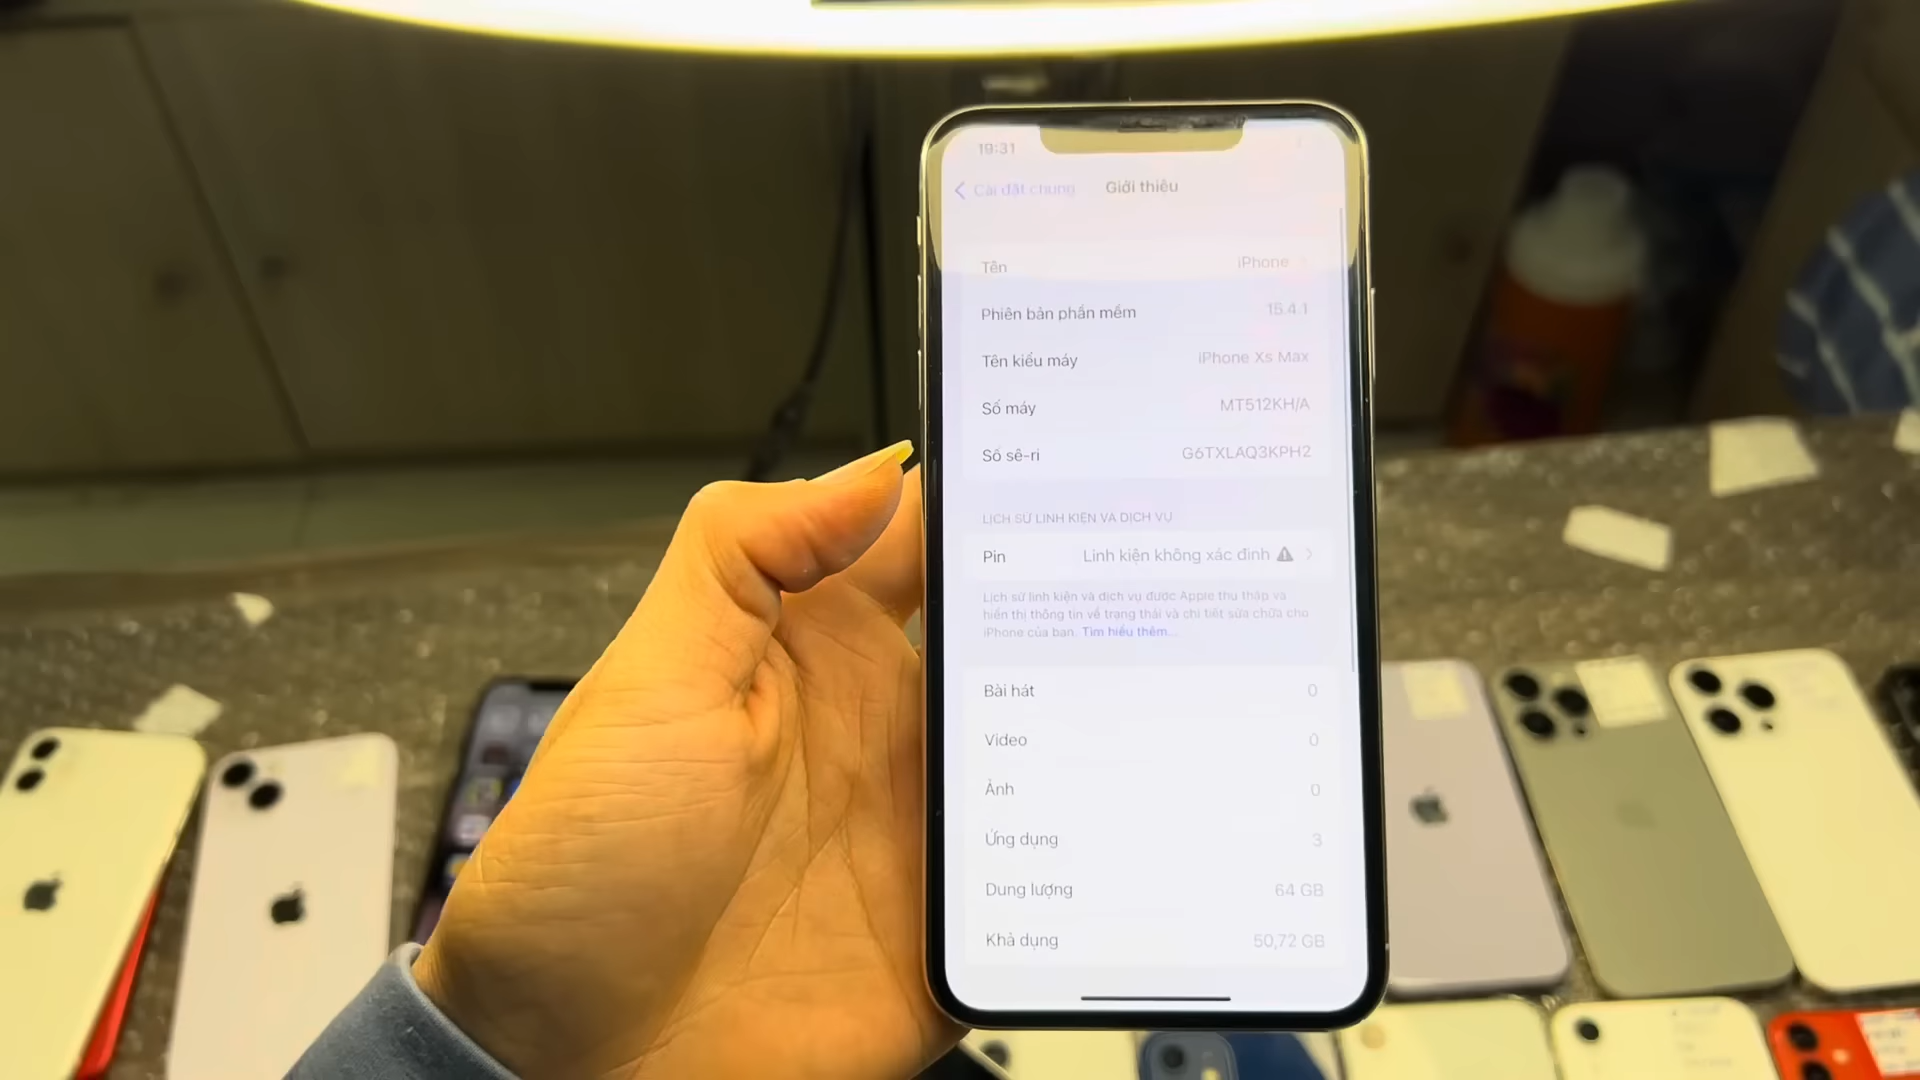 19:31
Cài đặt chung
Giới thiệu
Tên iPhone
Phiên bản phần mềm 15.4.1
Tên kiểu máy iPhone Xs Max
Số máy MT512KH/A
Số sê-ri G6TXLAQ3KPH2
LỊCH SỬ LINH KIỆN VÀ DỊCH VỤ
Pin Linh kiện không xác định
Lịch sử linh kiện và dịch vụ được Apple thu thập và
hiển thị thông tin về trạng thái và chi tiết sửa chữa cho
iPhone của bạn. Tìm hiểu thêm...
Bài hát 0
Video 0
Ảnh 0
Ứng dụng 3
Dung lượng 64 GB
Khả dụng 50,72 GB